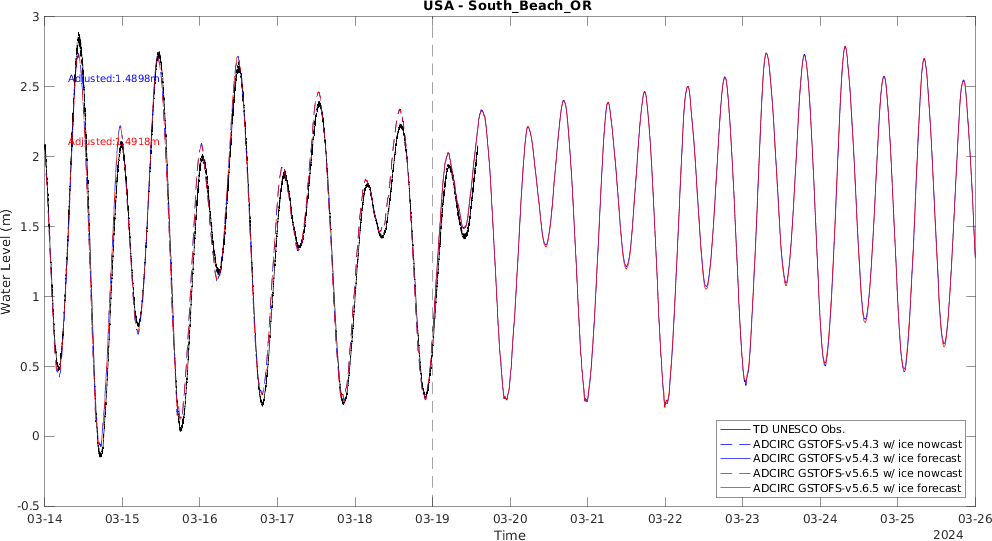 USA - South_Beach_OR
3
2.5
2
1.5
1
0.5
0
-0.5
Water Level (m)
Adjusted:1.4898m
Adjusted:1.4918m
TD UNESCO Obs.
ADCIRC GSTOFS-v5.4.3 w/ ice nowcast
ADCIRC GSTOFS-v5.4.3 w/ ice forecast
ADCIRC GSTOFS-v5.6.5 w/ ice nowcast
ADCIRC GSTOFS-v5.6.5 w/ ice forecast
03-14 03-15 03-16 03-17 03-18 03-19 03-20 03-21 03-22 03-23 03-24 03-25 03-26
Time
2024